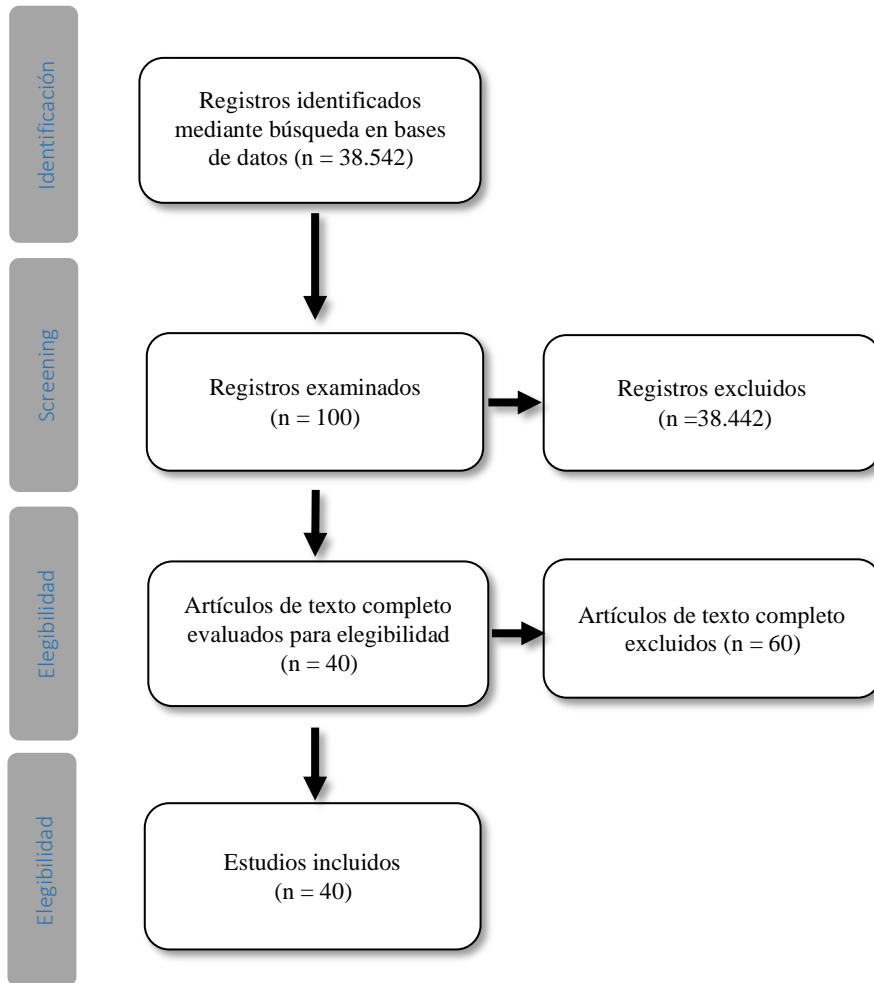 Identificación
Registros identificados
mediante búsqueda en bases
de datos (n = 38.542)
Screening
Registros examinados
(n = 100)
Registros excluidos
(n =38.442)
Elegibilidad
Artículos de texto completo
evaluados para elegibilidad
(n = 40)
Artículos de texto completo
excluidos (n = 60)
Elegibilidad
Estudios incluidos
(n = 40)